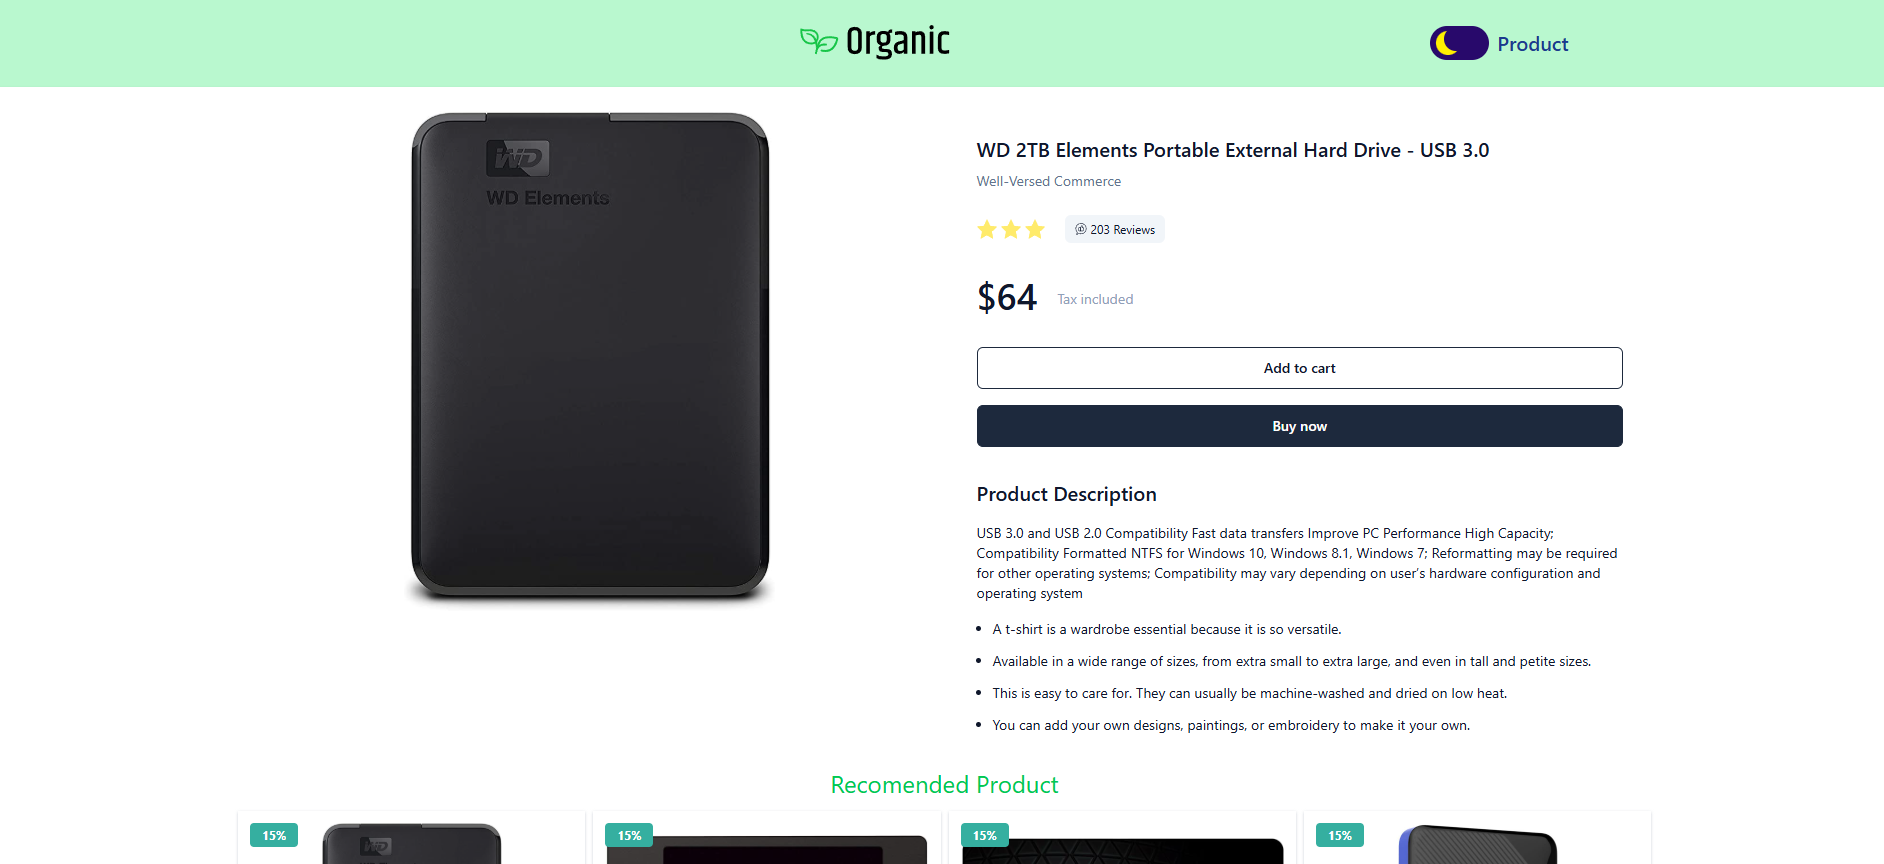 Organic
Product
WD
WD Elements
WD 2TB Elements Portable External Hard Drive - USB 3.0
Well-Versed Commerce
203 Reviews
$64 Tax included
Add to cart
Buy now
Product Description
USB 3.0 and USB 2.0 Compatibility Fast data transfers Improve PC Performance High Capacity;
Compatibility Formatted NTFS for Windows 10, Windows 8.1, Windows 7; Reformatting may be required
for other operating systems; Compatibility may vary depending on user’s hardware configuration and
operating system
A t-shirt is a wardrobe essential because it is so versatile.
Available in a wide range of sizes, from extra small to extra large, and even in tall and petite sizes.
This is easy to care for. They can usually be machine-washed and dried on low heat.
You can add your own designs, paintings, or embroidery to make it your own.
Recomended Product
15%
WD
15%
15%
15%